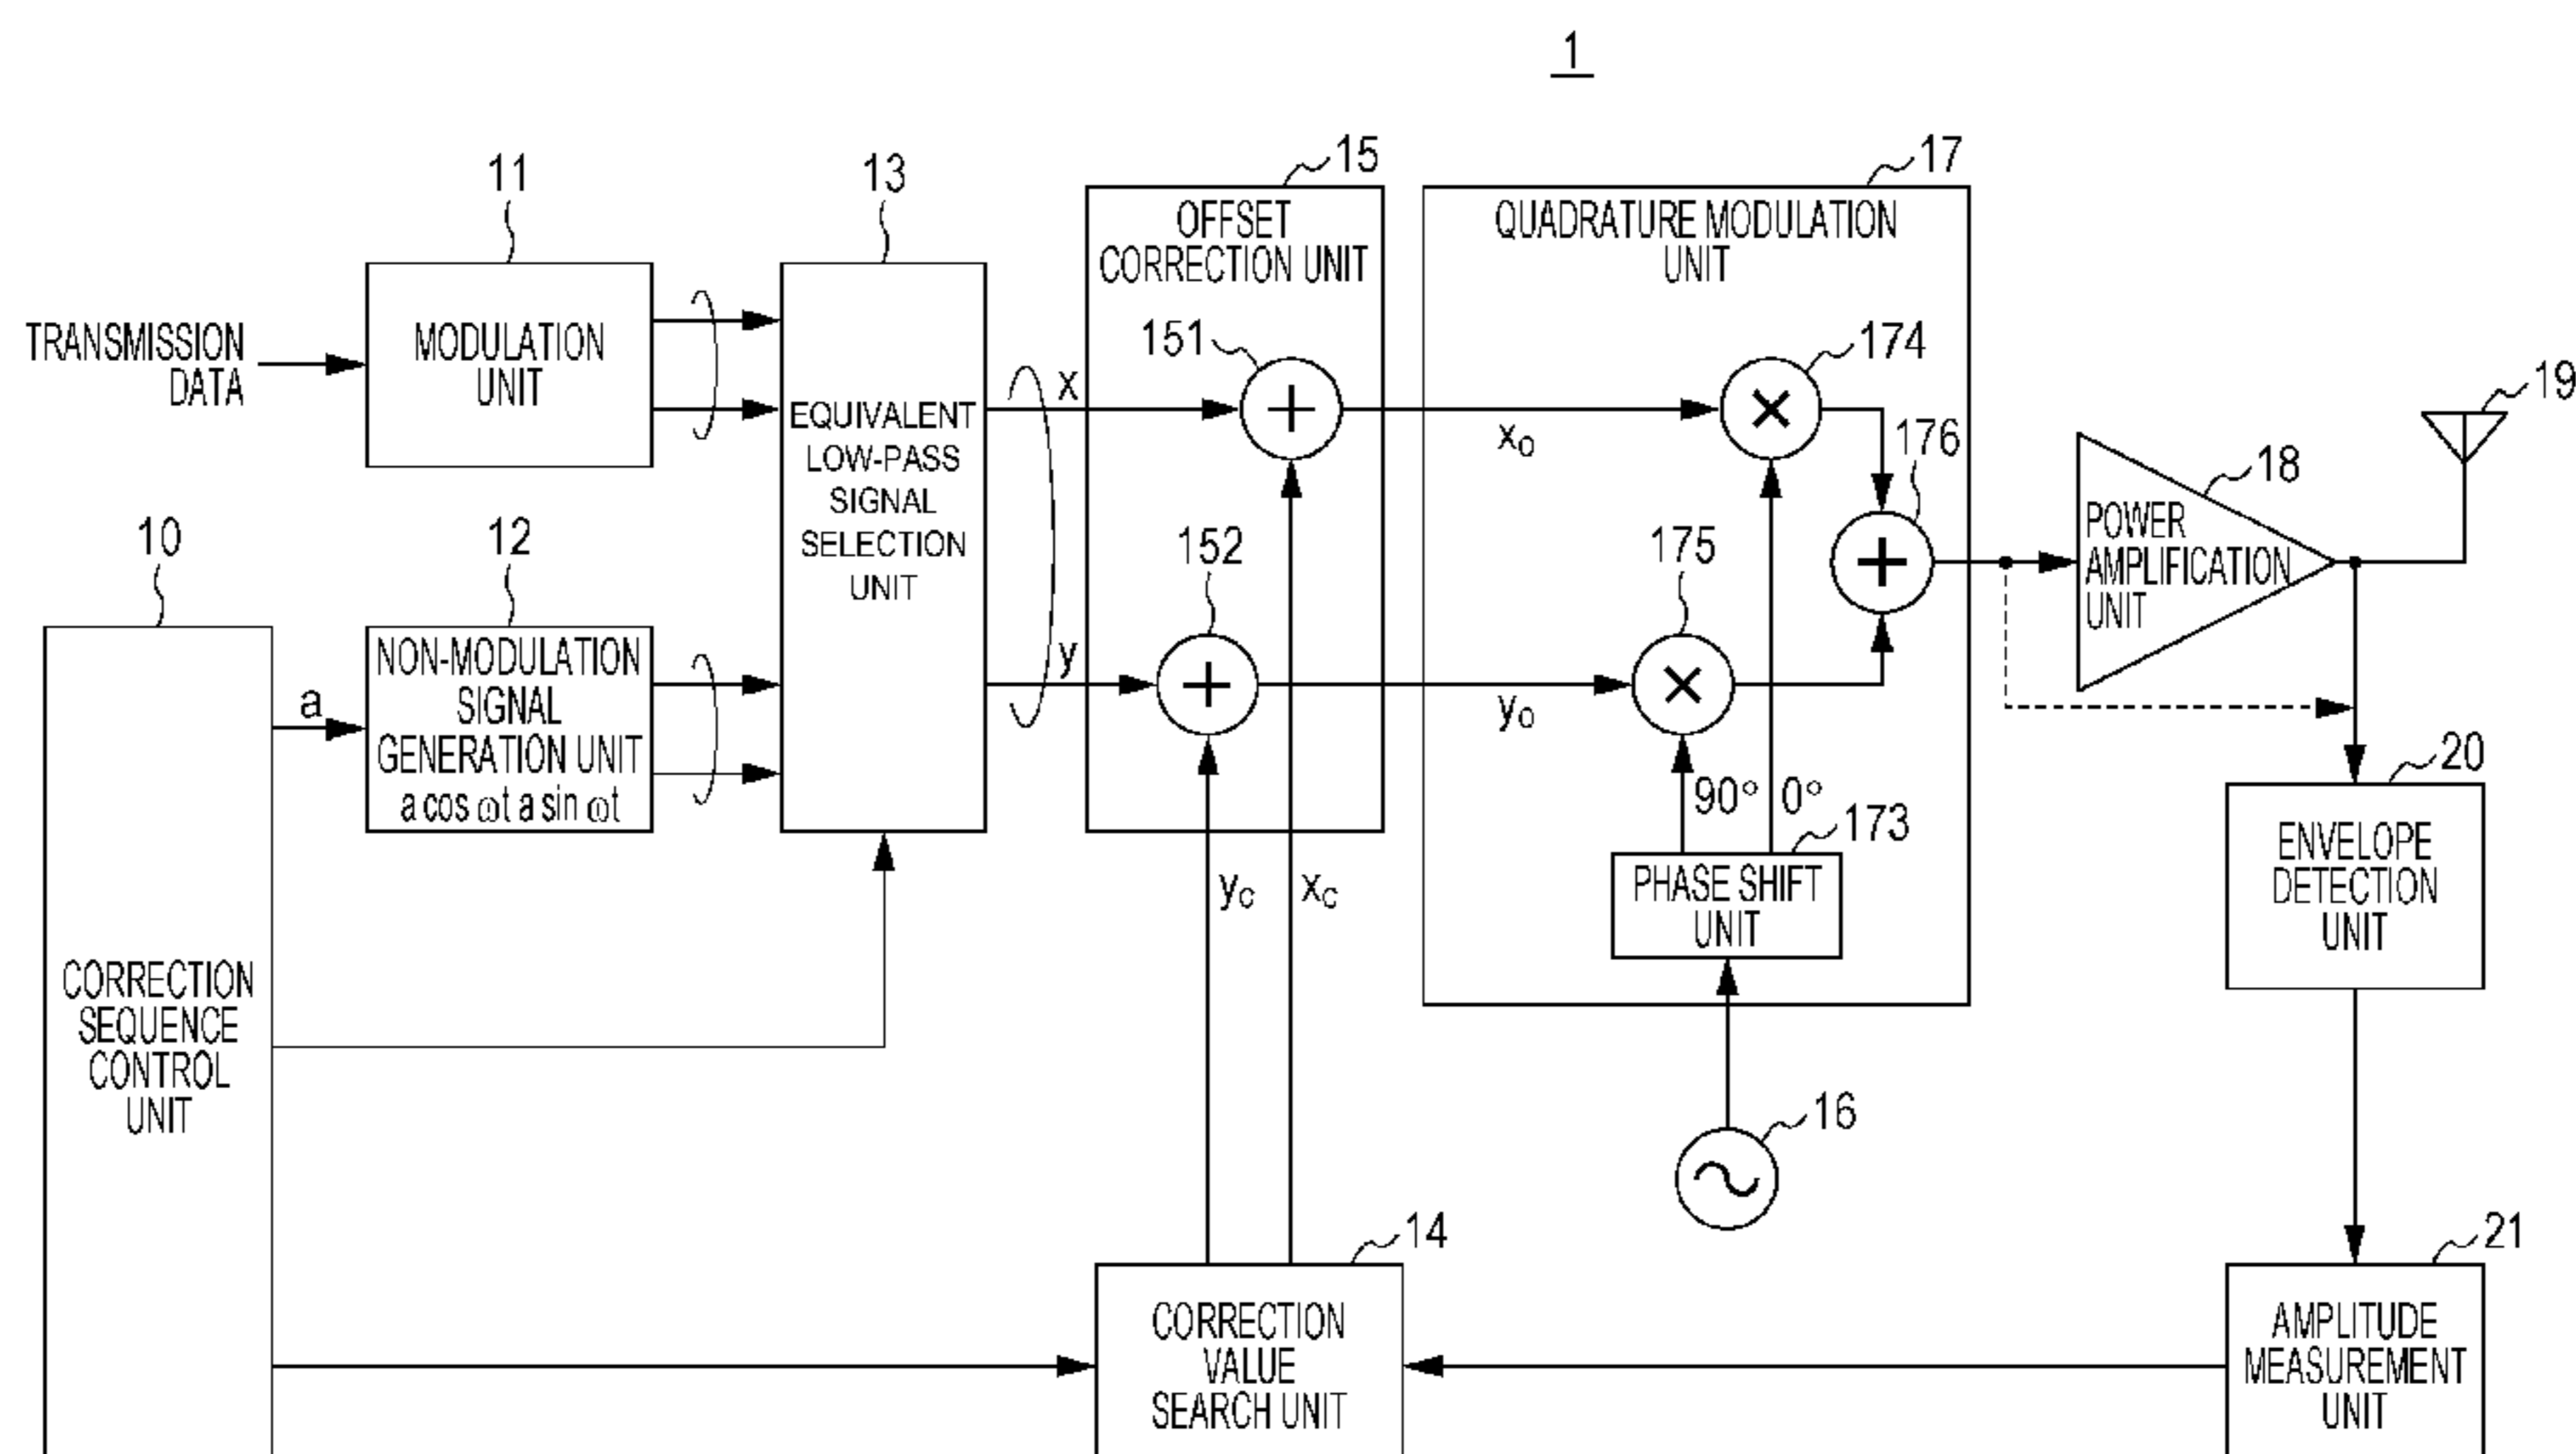 1
15
17
11
13
OFFSET
CORRECTION UNIT
QUADRATURE MODULATION
UNIT
TRANSMISSION
DATA
MODULATION
UNIT
151
174
19
x
EQUIVALENT
LOW-PASS
SIGNAL
SELECTION
UNIT
xo
176
18
10
12
152
175
POWER
AMPLIFICATION
UNIT
NON-MODULATION
SIGNAL
GENERATION UNIT
a cos ωt a sin ωt
a
y
yo
20
90° 0°
173
ENVELOPE
DETECTION
UNIT
yc
xc
PHASE SHIFT
UNIT
CORRECTION
SEQUENCE
CONTROL
UNIT
16
14
21
CORRECTION
VALUE
SEARCH UNIT
AMPLITUDE
MEASUREMENT
UNIT